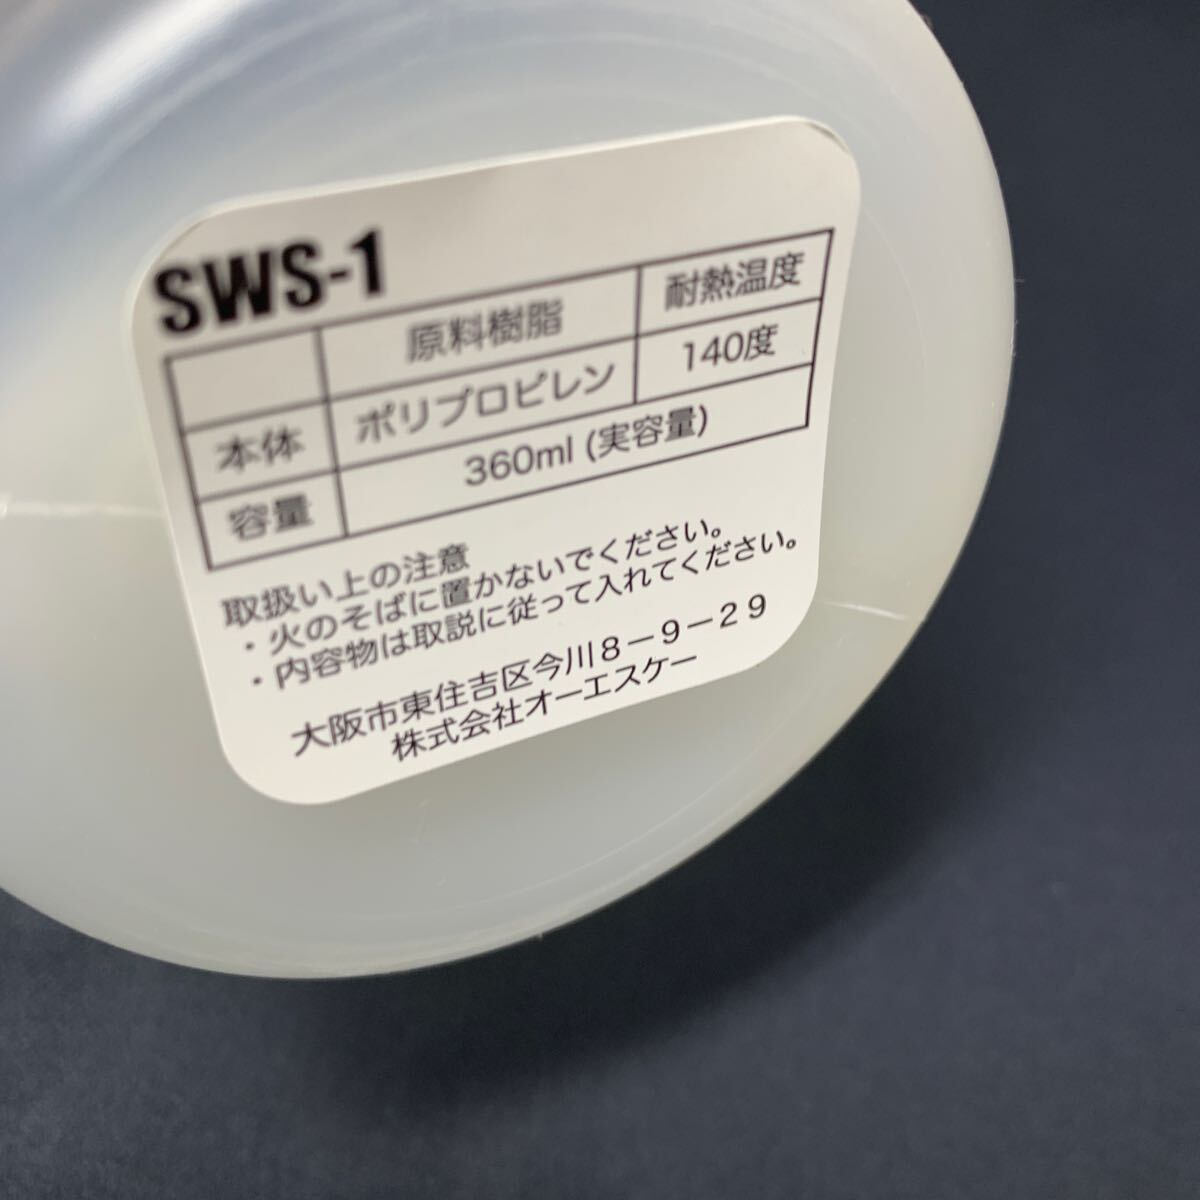 SWS-1
原料樹脂 耐熱温度
本体 ポリプロピレン 140度
容量 360ml (実容量)
取扱い上の注意
・火のそばに置かないでください。
・内容物は取説に従って入れてください。
大阪市東住吉区今川８－９－２９
株式会社オーエスケー